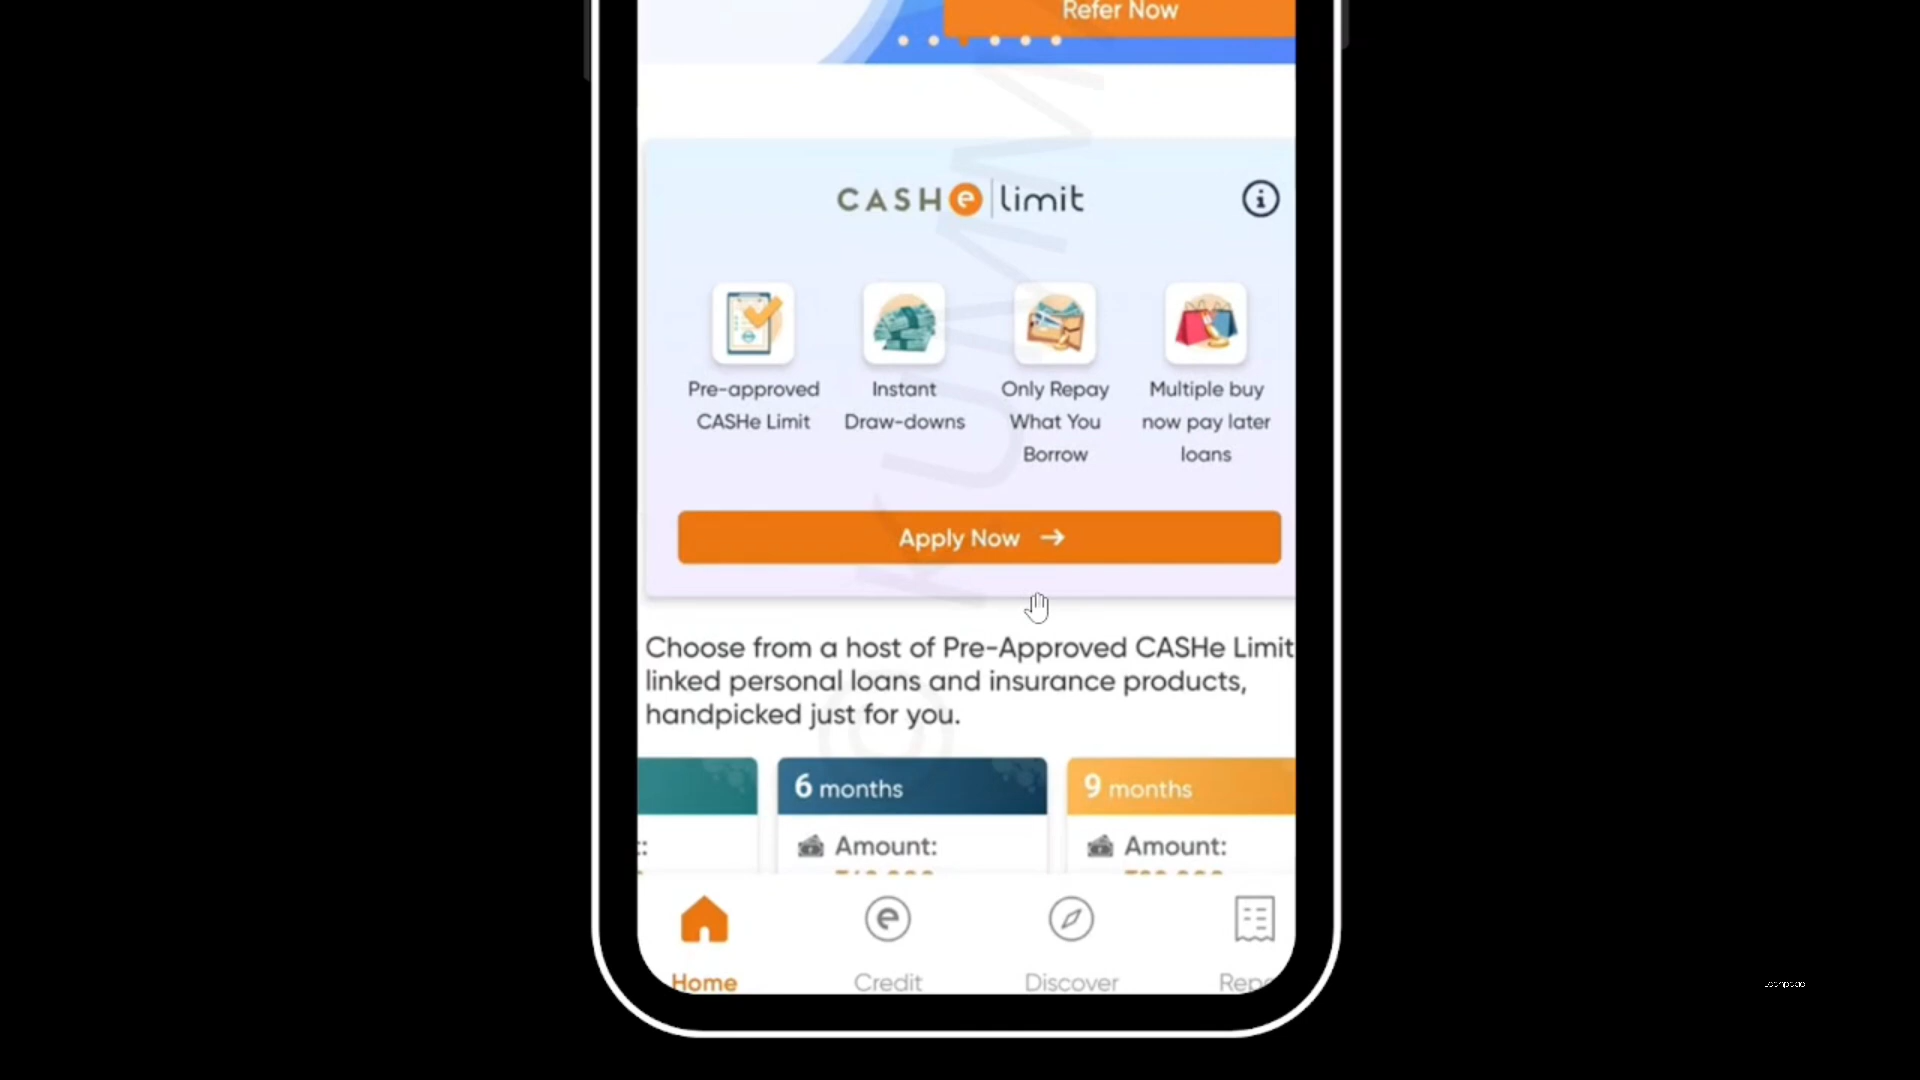 Refer Now
CASHe limit
Pre-approved
CASHe Limit
Instant
Draw-downs
Only Repay
What You
Borrow
Multiple buy
now pay later
loans
Apply Now →
Choose from a host of Pre-Approved CASHe Limit
linked personal loans and insurance products,
handpicked just for you.
6 months
Amount:
9 months
Amount:
Home
Credit
Discover
© KUMM